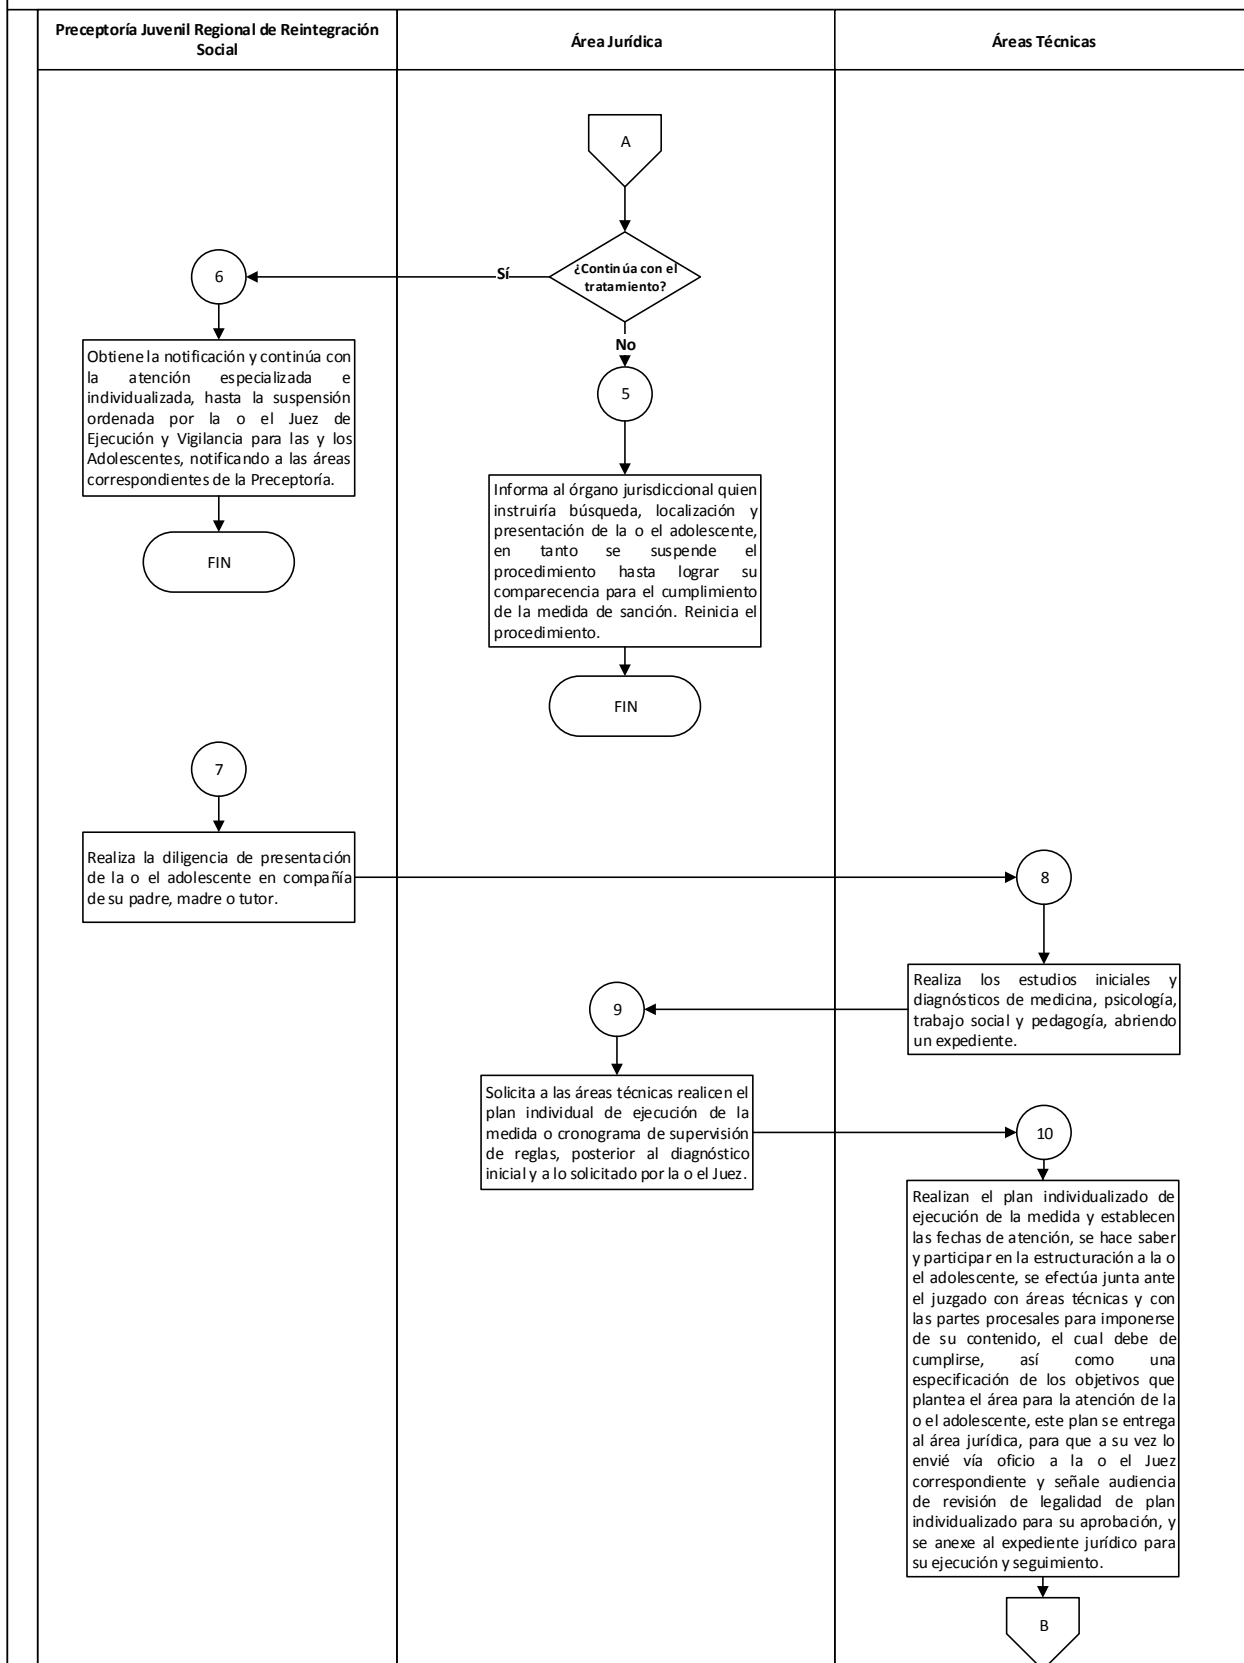 Preceptoría Juvenil Regional de Reintegración
Social
Área Jurídica
Áreas Técnicas
A
¿Continúa con el
tratamiento?
Sí
No
6
Obtiene la notificación y continúa con
la atención especializada e
individualizada, hasta la suspensión
ordenada por la o el Juez de
Ejecución y Vigilancia para las y los
Adolescentes, notificando a las áreas
correspondientes de la Preceptoría.
FIN
5
Informa al órgano jurisdiccional quien
instruiría búsqueda, localización y
presentación de la o el adolescente,
en tanto se suspende el
procedimiento hasta lograr su
comparecencia para el cumplimiento
de la medida de sanción. Reinicia el
procedimiento.
FIN
7
Realiza la diligencia de presentación
de la o el adolescente en compañía
de su padre, madre o tutor.
8
Realiza los estudios iniciales y
diagnósticos de medicina, psicología,
trabajo social y pedagogía, abriendo
un expediente.
9
Solicita a las áreas técnicas realicen el
plan individual de ejecución de la
medida o cronograma de supervisión
de reglas, posterior al diagnóstico
inicial y a lo solicitado por la o el Juez.
10
Realizan el plan individualizado de
ejecución de la medida y establecen
las fechas de atención, se hace saber
y participar en la estructuración a la o
el adolescente, se efectúa junta ante
el juzgado con áreas técnicas y con
las partes procesales para imponerse
de su contenido, el cual debe de
cumplirse, así como una
especificación de los objetivos que
plantea el área para la atención de la
o el adolescente, este plan se entrega
al área jurídica, para que a su vez lo
envié vía oficio a la o el Juez
correspondiente y señale audiencia
de revisión de legalidad de plan
individualizado para su aprobación, y
se anexe al expediente jurídico para
su ejecución y seguimiento.
B